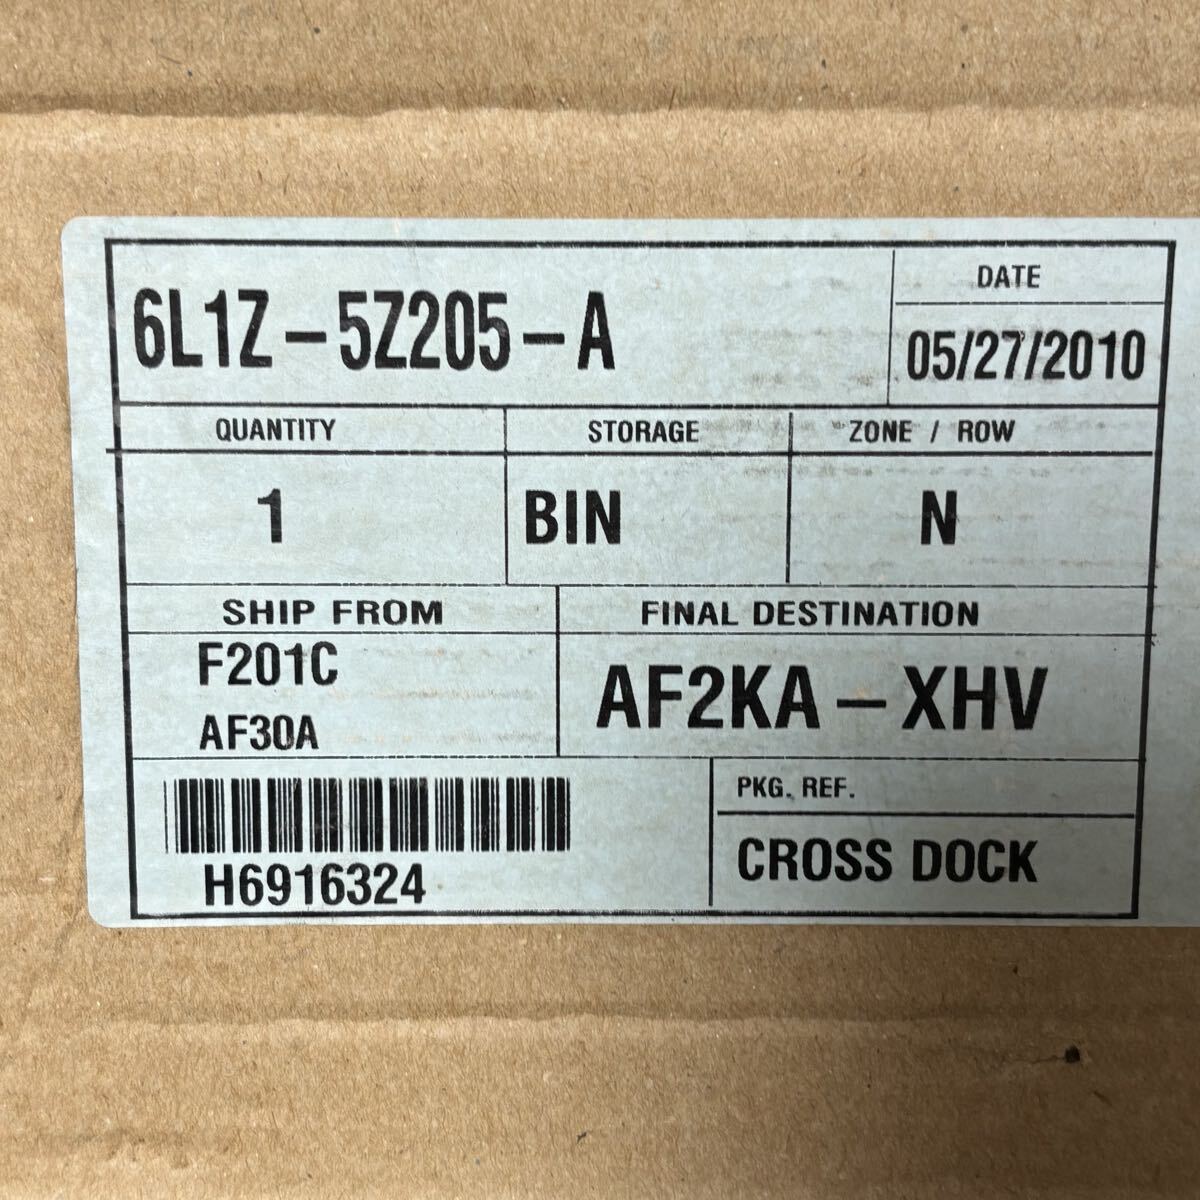 6L1Z-5Z205-A
DATE
05/27/2010
QUANTITY
STORAGE
ZONE / ROW
1
BIN
N
SHIP FROM
FINAL DESTINATION
F201C
AF30A
AF2KA-XHV
PKG. REF.
CROSS DOCK
H6916324